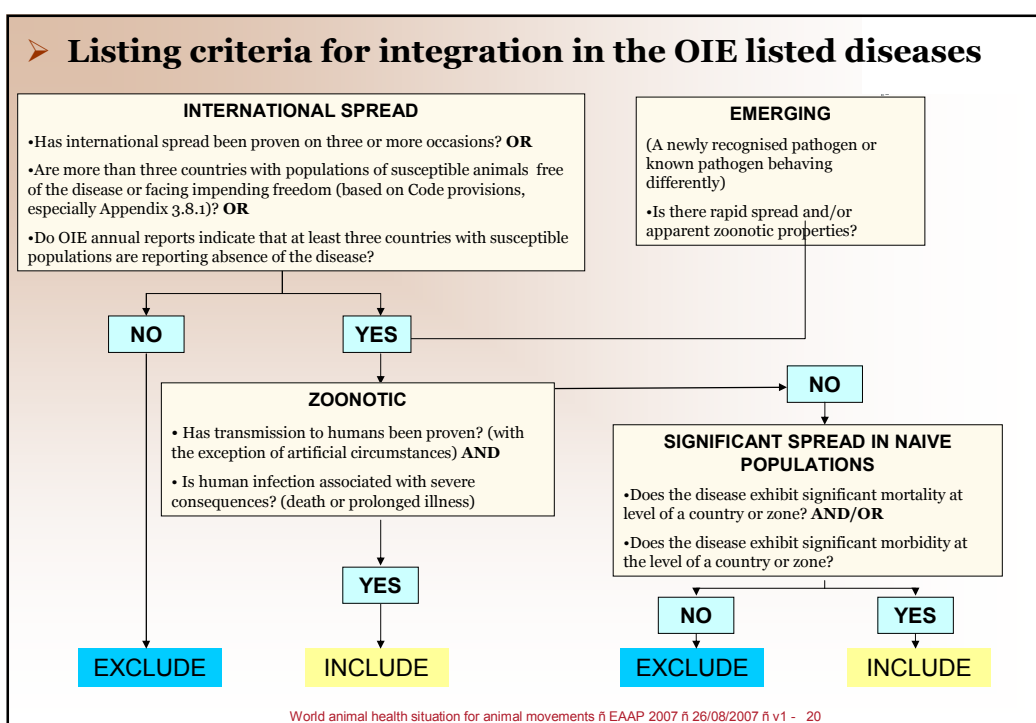 ➢ Listing criteria for integration in the OIE listed diseases
INTERNATIONAL SPREAD
•Has international spread been proven on three or more occasions? OR
•Are more than three countries with populations of susceptible animals free
of the disease or facing impending freedom (based on Code provisions,
especially Appendix 3.8.1)? OR
•Do OIE annual reports indicate that at least three countries with susceptible
populations are reporting absence of the disease?
EMERGING
(A newly recognised pathogen or
known pathogen behaving
differently)
•Is there rapid spread and/or
apparent zoonotic properties?
NO
YES
ZOONOTIC
• Has transmission to humans been proven? (with
the exception of artificial circumstances) AND
• Is human infection associated with severe
consequences? (death or prolonged illness)
NO
SIGNIFICANT SPREAD IN NAIVE
POPULATIONS
•Does the disease exhibit significant mortality at
level of a country or zone? AND/OR
•Does the disease exhibit significant morbidity at
the level of a country or zone?
YES
NO
YES
EXCLUDE
INCLUDE
EXCLUDE
INCLUDE
World animal health situation for animal movements ñ EAAP 2007 ñ 26/08/2007 ñ v1 - 20